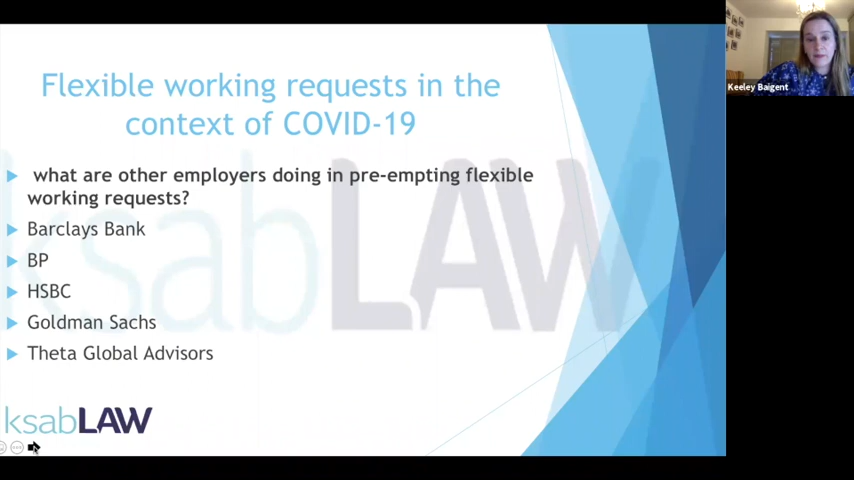 Flexible working requests in the
context of COVID-19
what are other employers doing in pre-empting flexible
working requests?
Barclays Bank
BP
HSBC
Goldman Sachs
Theta Global Advisors
ksabLAW
ksabLAW
Keeley Baigent